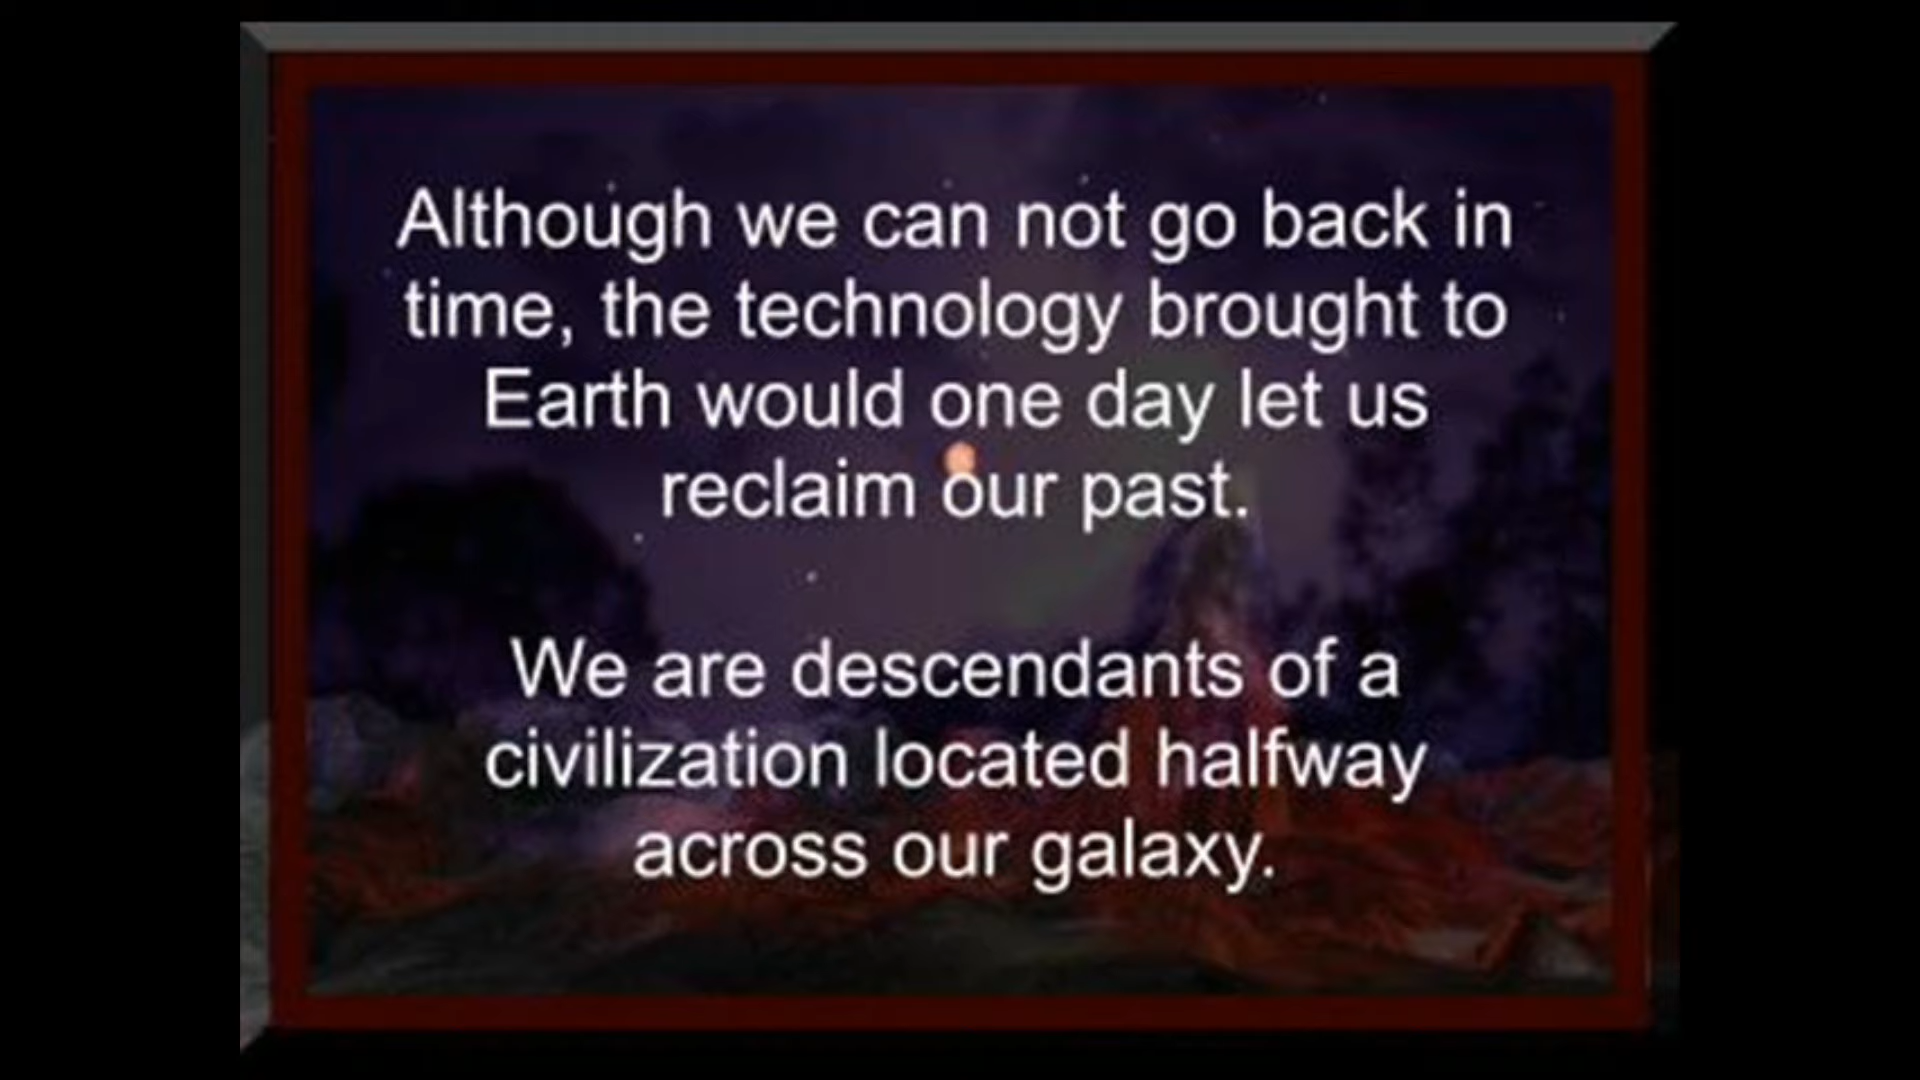 Although we can not go back in
time, the technology brought to
Earth would one day let us
reclaim our past.
We are descendants of a
civilization located halfway
across our galaxy.